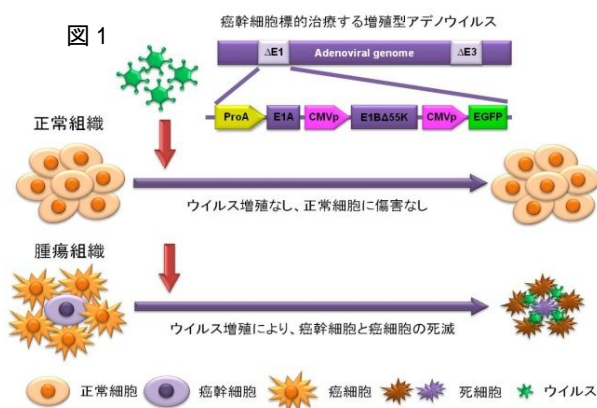 図 1
癌幹細胞標的治療する増殖型アデノウイルス
ΔE1 Adenoviral genome ΔE3
ProA E1A CMVp E1BΔ55K CMVp EGFP
正常組織
ウイルス増殖なし、正常細胞に傷害なし
腫瘍組織
ウイルス増殖により、癌幹細胞と癌細胞の死滅
正常細胞 癌幹細胞 癌細胞 死細胞 ウイルス